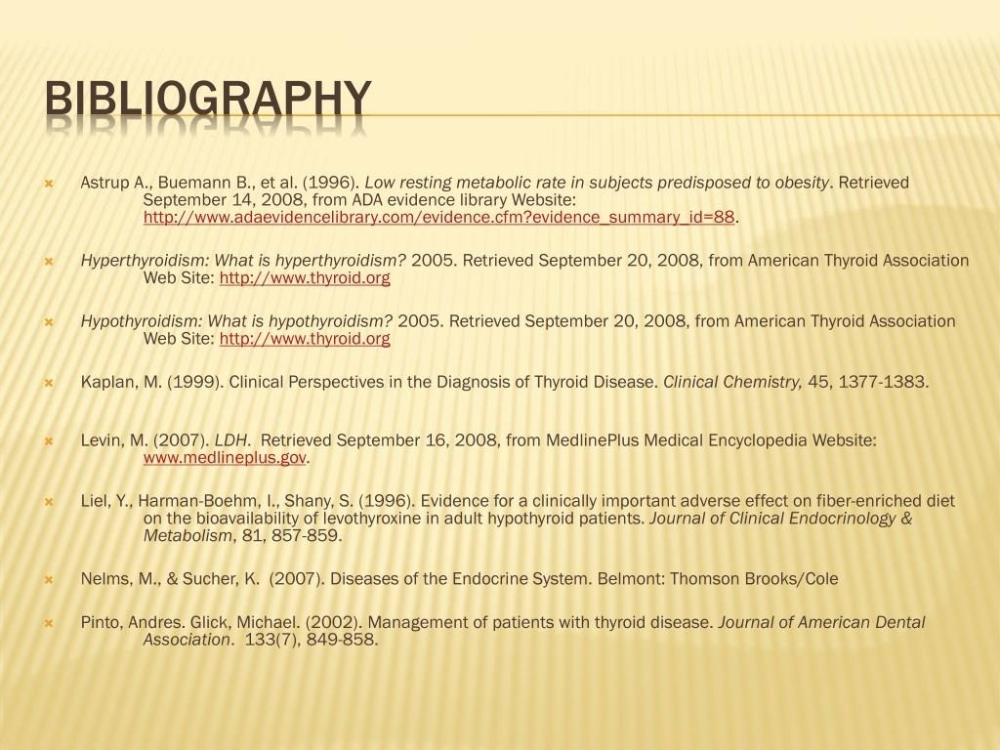 BIBLIOGRAPHY
Astrup A., Buemann B., et al. (1996). Low resting metabolic rate in subjects predisposed to obesity. Retrieved
September 14, 2008, from ADA evidence library Website:
http://www.adaevidencelibrary.com/evidence.cfm?evidence_summary_id=88.
Hyperthyroidism: What is hyperthyroidism? 2005. Retrieved September 20, 2008, from American Thyroid Association
Web Site: http://www.thyroid.org
Hypothyroidism: What is hypothyroidism? 2005. Retrieved September 20, 2008, from American Thyroid Association
Web Site: http://www.thyroid.org
Kaplan, M. (1999). Clinical Perspectives in the Diagnosis of Thyroid Disease. Clinical Chemistry, 45, 1377-1383.
Levin, M. (2007). LDH.  Retrieved September 16, 2008, from MedlinePlus Medical Encyclopedia Website:
www.medlineplus.gov.
Liel, Y., Harman-Boehm, I., Shany, S. (1996). Evidence for a clinically important adverse effect on fiber-enriched diet
on the bioavailability of levothyroxine in adult hypothyroid patients. Journal of Clinical Endocrinology &
Metabolism, 81, 857-859.
Nelms, M., & Sucher, K.  (2007). Diseases of the Endocrine System. Belmont: Thomson Brooks/Cole
Pinto, Andres. Glick, Michael. (2002). Management of patients with thyroid disease. Journal of American Dental
Association.  133(7), 849-858.